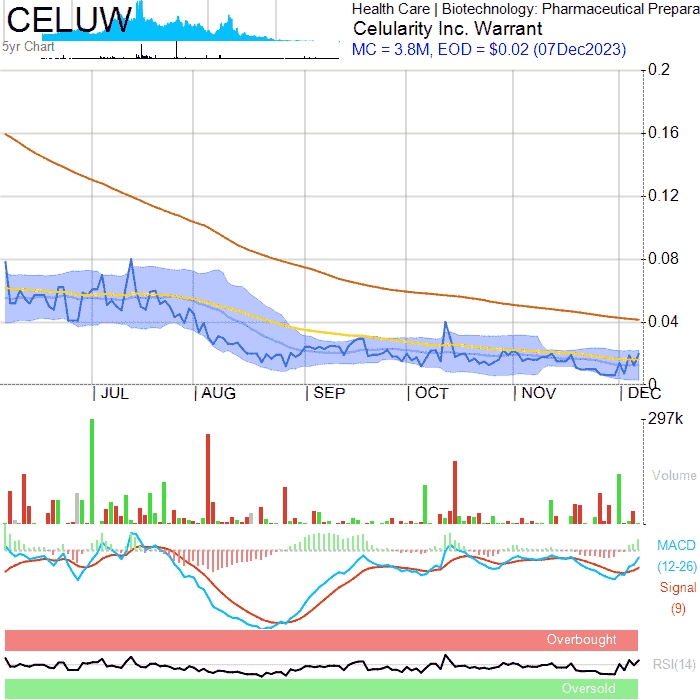 CELUW
5yr Chart
Health Care | Biotechnology: Pharmaceutical Prepara
Celularity Inc. Warrant
MC = 3.8M, EOD = $0.02 (07Dec2023)
0.2
0.16
0.12
0.08
0.04
0
JUL
AUG
SEP
OCT
NOV
DEC
297k
Volume
MACD
(12-26)
Signal
(9)
Overbought
RSI(14)
Oversold